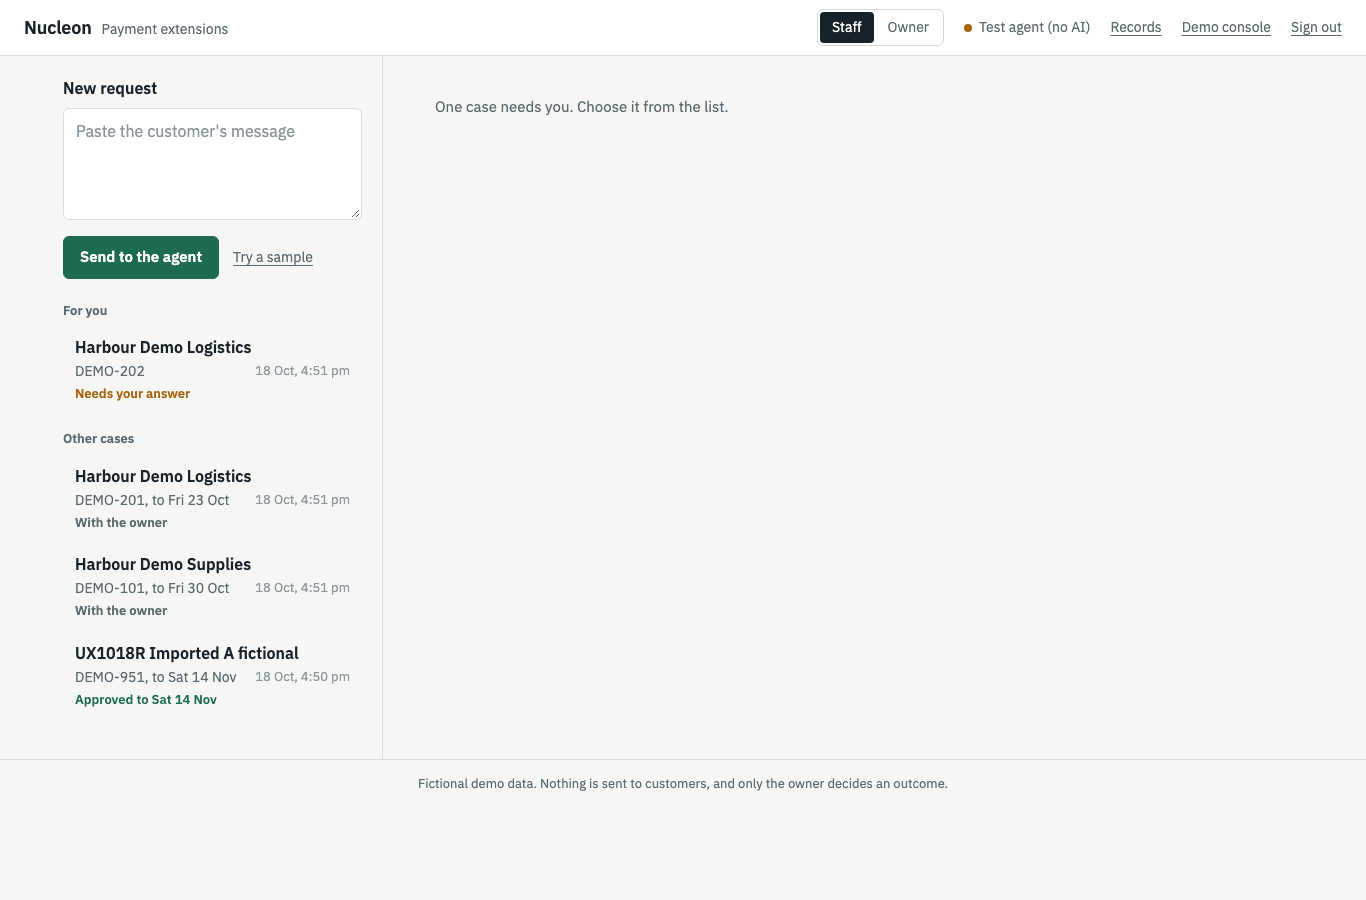 Nucleon Payment extensions
Staff Owner
Test agent (no AI) Records Demo console Sign out
New request
Paste the customer's message
Send to the agent Try a sample
For you
Harbour Demo Logistics
DEMO-202 18 Oct, 4:51 pm
Needs your answer
Other cases
Harbour Demo Logistics
DEMO-201, to Fri 23 Oct 18 Oct, 4:51 pm
With the owner
Harbour Demo Supplies
DEMO-101, to Fri 30 Oct 18 Oct, 4:51 pm
With the owner
UX1018R Imported A fictional
DEMO-951, to Sat 14 Nov 18 Oct, 4:50 pm
Approved to Sat 14 Nov
One case needs you. Choose it from the list.
Fictional demo data. Nothing is sent to customers, and only the owner decides an outcome.